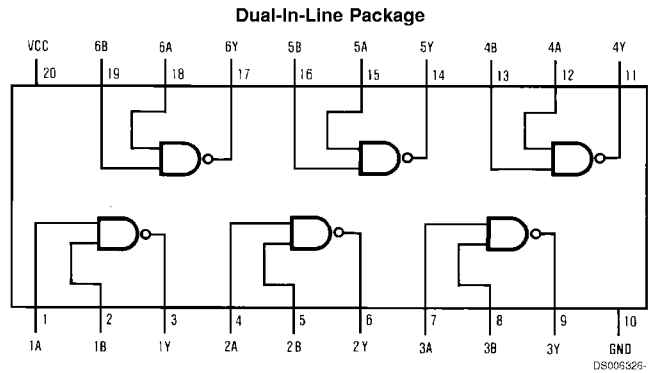 Dual-In-Line Package
VCC 6B 6A 6Y 5B 5A 5Y 4B 4A 4Y
20 19 18 17 16 15 14 13 12 11
1 2 3 4 5 6 7 8 9 10
1A 1B 1Y 2A 2B 2Y 3A 3B 3Y GND
DS006326-